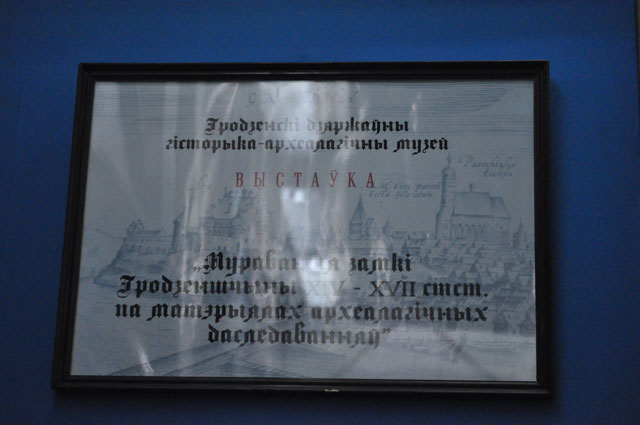 Гродзенскі дзяржаўны
гісторыка-археалагічны музей
ВЫСТАЎКА
„Мураваныя замкі
Гродзеншчыны XIV - XVII стст.
па матэрыялах археалагічных
даследаванняў”